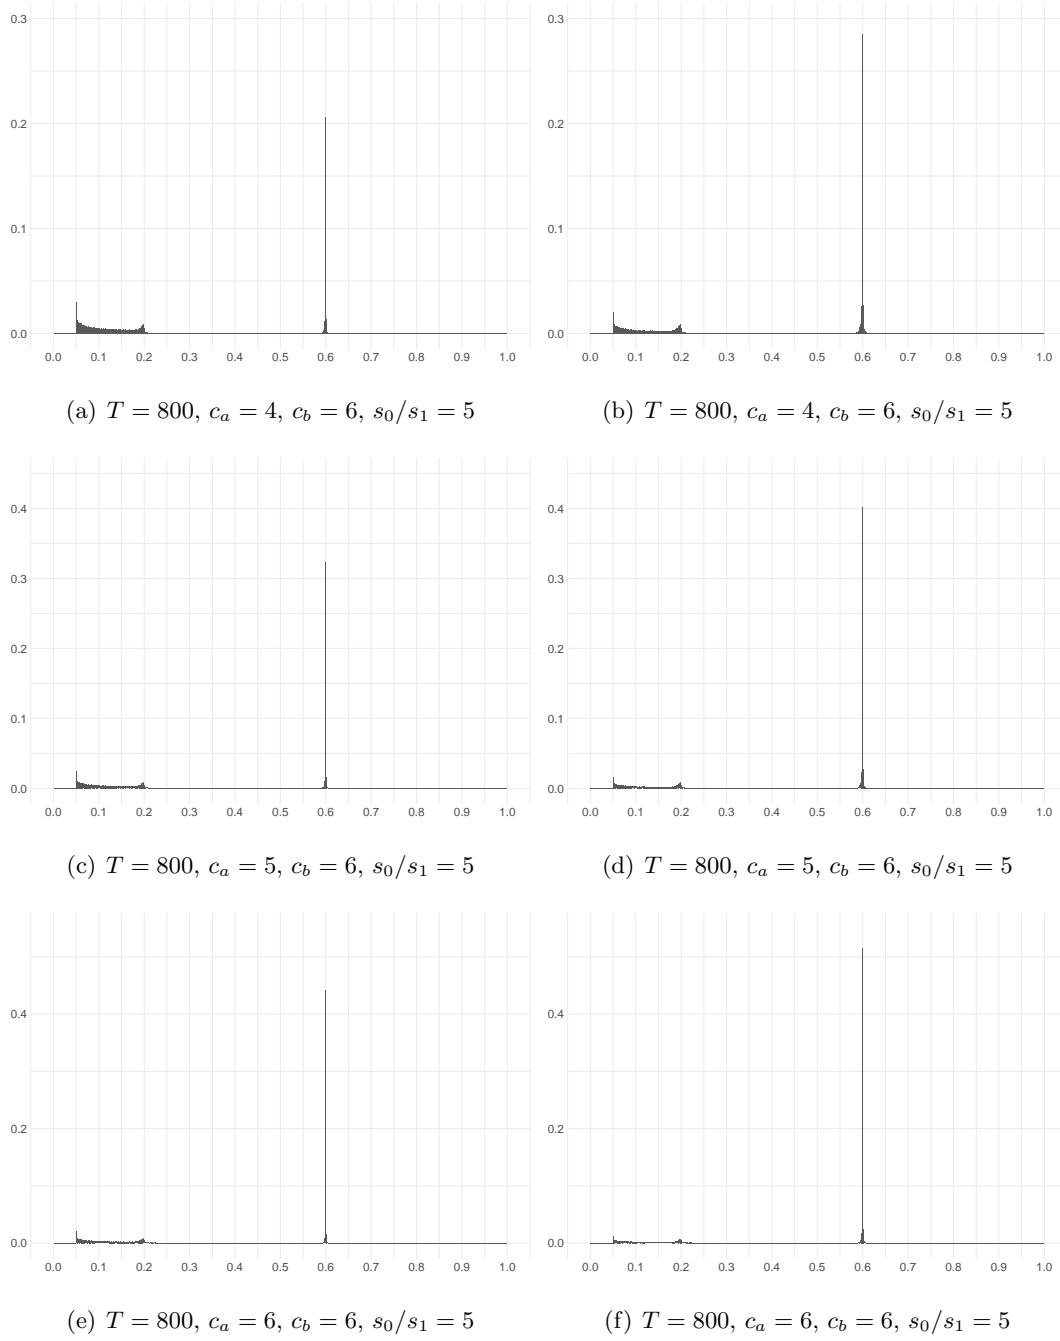 0.3
0.2
0.1
0.0
0.0 0.1 0.2 0.3 0.4 0.5 0.6 0.7 0.8 0.9 1.0
(a) T = 800, c_a = 4, c_b = 6, s_0/s_1 = 5
0.3
0.2
0.1
0.0
0.0 0.1 0.2 0.3 0.4 0.5 0.6 0.7 0.8 0.9 1.0
(b) T = 800, c_a = 4, c_b = 6, s_0/s_1 = 5
0.4
0.3
0.2
0.1
0.0
0.0 0.1 0.2 0.3 0.4 0.5 0.6 0.7 0.8 0.9 1.0
(c) T = 800, c_a = 5, c_b = 6, s_0/s_1 = 5
0.4
0.3
0.2
0.1
0.0
0.0 0.1 0.2 0.3 0.4 0.5 0.6 0.7 0.8 0.9 1.0
(d) T = 800, c_a = 5, c_b = 6, s_0/s_1 = 5
0.4
0.2
0.0
0.0 0.1 0.2 0.3 0.4 0.5 0.6 0.7 0.8 0.9 1.0
(e) T = 800, c_a = 6, c_b = 6, s_0/s_1 = 5
0.4
0.2
0.0
0.0 0.1 0.2 0.3 0.4 0.5 0.6 0.7 0.8 0.9 1.0
(f) T = 800, c_a = 6, c_b = 6, s_0/s_1 = 5